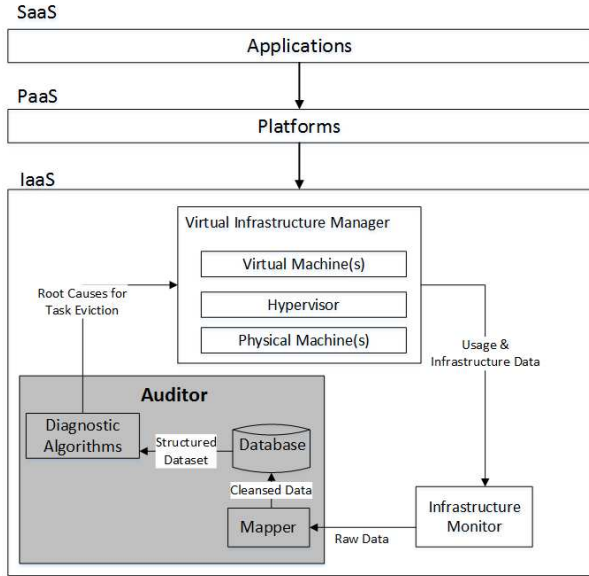 SaaS
Applications
PaaS
Platforms
IaaS
Virtual Infrastructure Manager
Virtual Machine(s)
Hypervisor
Physical Machine(s)
Root Causes for
Task Eviction
Usage &
Infrastructure Data
Auditor
Diagnostic
Algorithms
Structured
Dataset
Database
Cleansed Data
Mapper
Raw Data
Infrastructure
Monitor